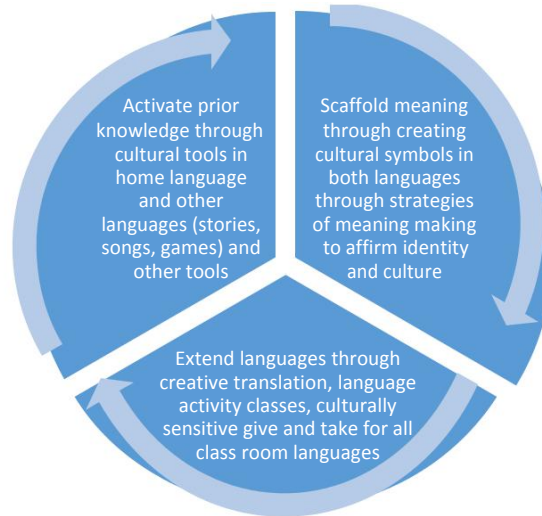 Activate prior
knowledge through
cultural tools in
home language
and other
languages (stories,
songs, games) and
other tools
Scaffold meaning
through creating
cultural symbols in
both languages
through strategies
of meaning making
to affirm identity
and culture
Extend languages through
creative translation, language
activity classes, culturally
sensitive give and take for all
class room languages